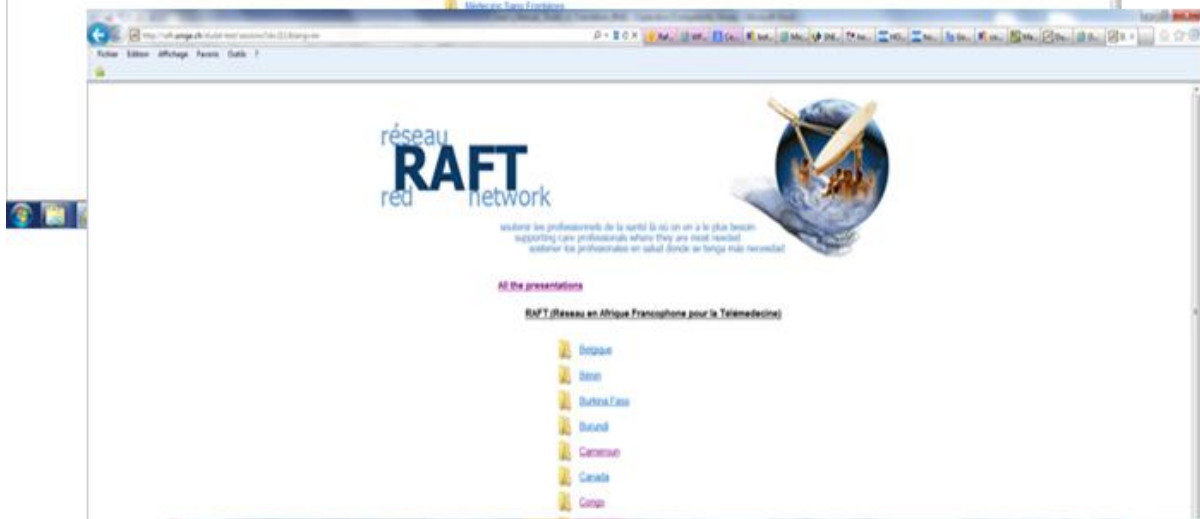 Médecins Sans Frontières
Fichier Edition Affichage Favoris Outils ?
réseau
RAFT
red network
soutenir les professionnels de la santé là où on en a le plus besoin
supporting care professionals where they are most needed
sostener los profesionales en salud donde se tenga más necesidad
All the presentations
RAFT (Réseau en Afrique Francophone pour la Télémedecine)
Belgique
Bénin
Burkina Faso
Burundi
Cameroun
Canada
Congo